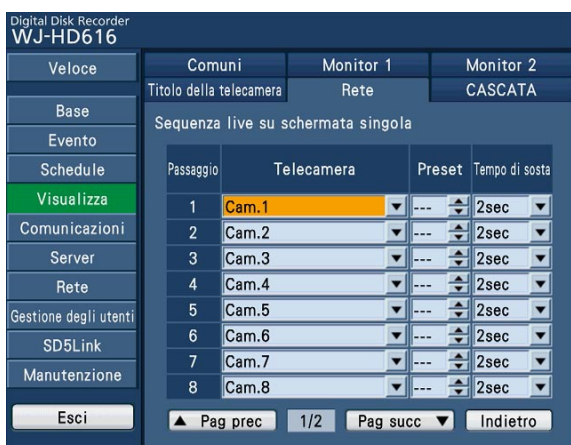 Digital Disk Recorder
WJ-HD616
Veloce
Base
Evento
Schedule
Visualizza
Comunicazioni
Server
Rete
Gestione degli utenti
SD5Link
Manutenzione
Esci
Comuni Monitor 1 Monitor 2
Titolo della telecamera Rete CASCATA
Sequenza live su schermata singola
Passaggio Telecamera Preset Tempo di sosta
1 Cam.1 --- 2sec
2 Cam.2 --- 2sec
3 Cam.3 --- 2sec
4 Cam.4 --- 2sec
5 Cam.5 --- 2sec
6 Cam.6 --- 2sec
7 Cam.7 --- 2sec
8 Cam.8 --- 2sec
Pag prec 1/2 Pag succ Indietro